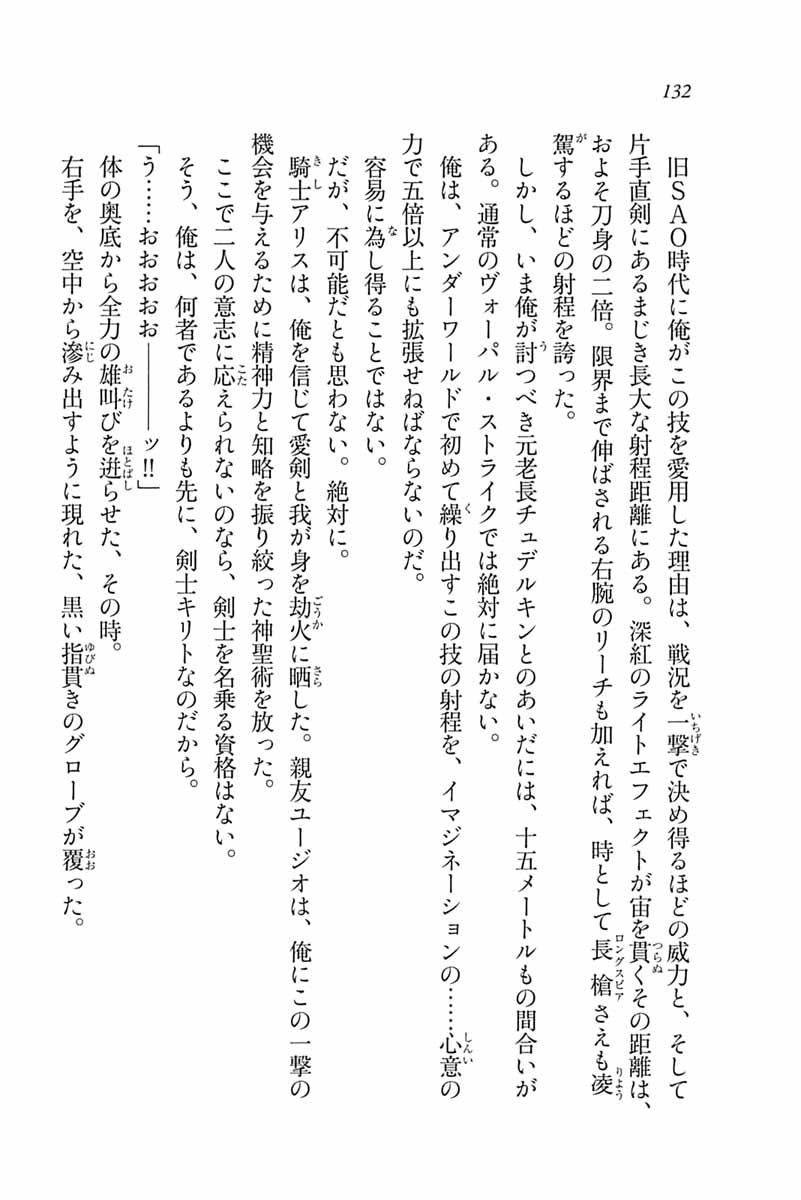 132
旧SAO時代に俺がこの技を愛用した理由は、戦況を一撃で決め得るほどの威力と、そして
片手直剣にあるまじき長大な射程距離にある。深紅のライトエフェクトが宙を貫くその距離は、
およそ刀身の二倍。限界まで伸ばされる右腕のリーチも加えれば、時として長槍さえも凌
駕するほどの射程を誇った。
しかし、いま俺が討つべき元老長チュデルキンとのあいだには、十五メートルもの間合いが
ある。通常のヴォーパル・ストライクでは絶対に届かない。
俺は、アンダーワールドで初めて繰り出すこの技の射程を、イマジネーションの……心意の
力で五倍以上にも拡張せねばならないのだ。
容易に為し得ることではない。
だが、不可能だとも思わない。絶対に。
騎士アリスは、俺を信じて愛剣と我が身を劫火に晒した。親友ユージオは、俺にこの一撃の
機会を与えるために精神力と知略を振り絞った神聖術を放った。
ここで二人の意志に応えられないのなら、剣士を名乗る資格はない。
そう、俺は、何者であるよりも先に、剣士キリトなのだから。
「う……おおおおお――――ッ!!」
体の奥底から全力の雄叫びを迸らせた、その時。
右手を、空中から滲み出すように現れた、黒い指貫きのグローブが覆った。